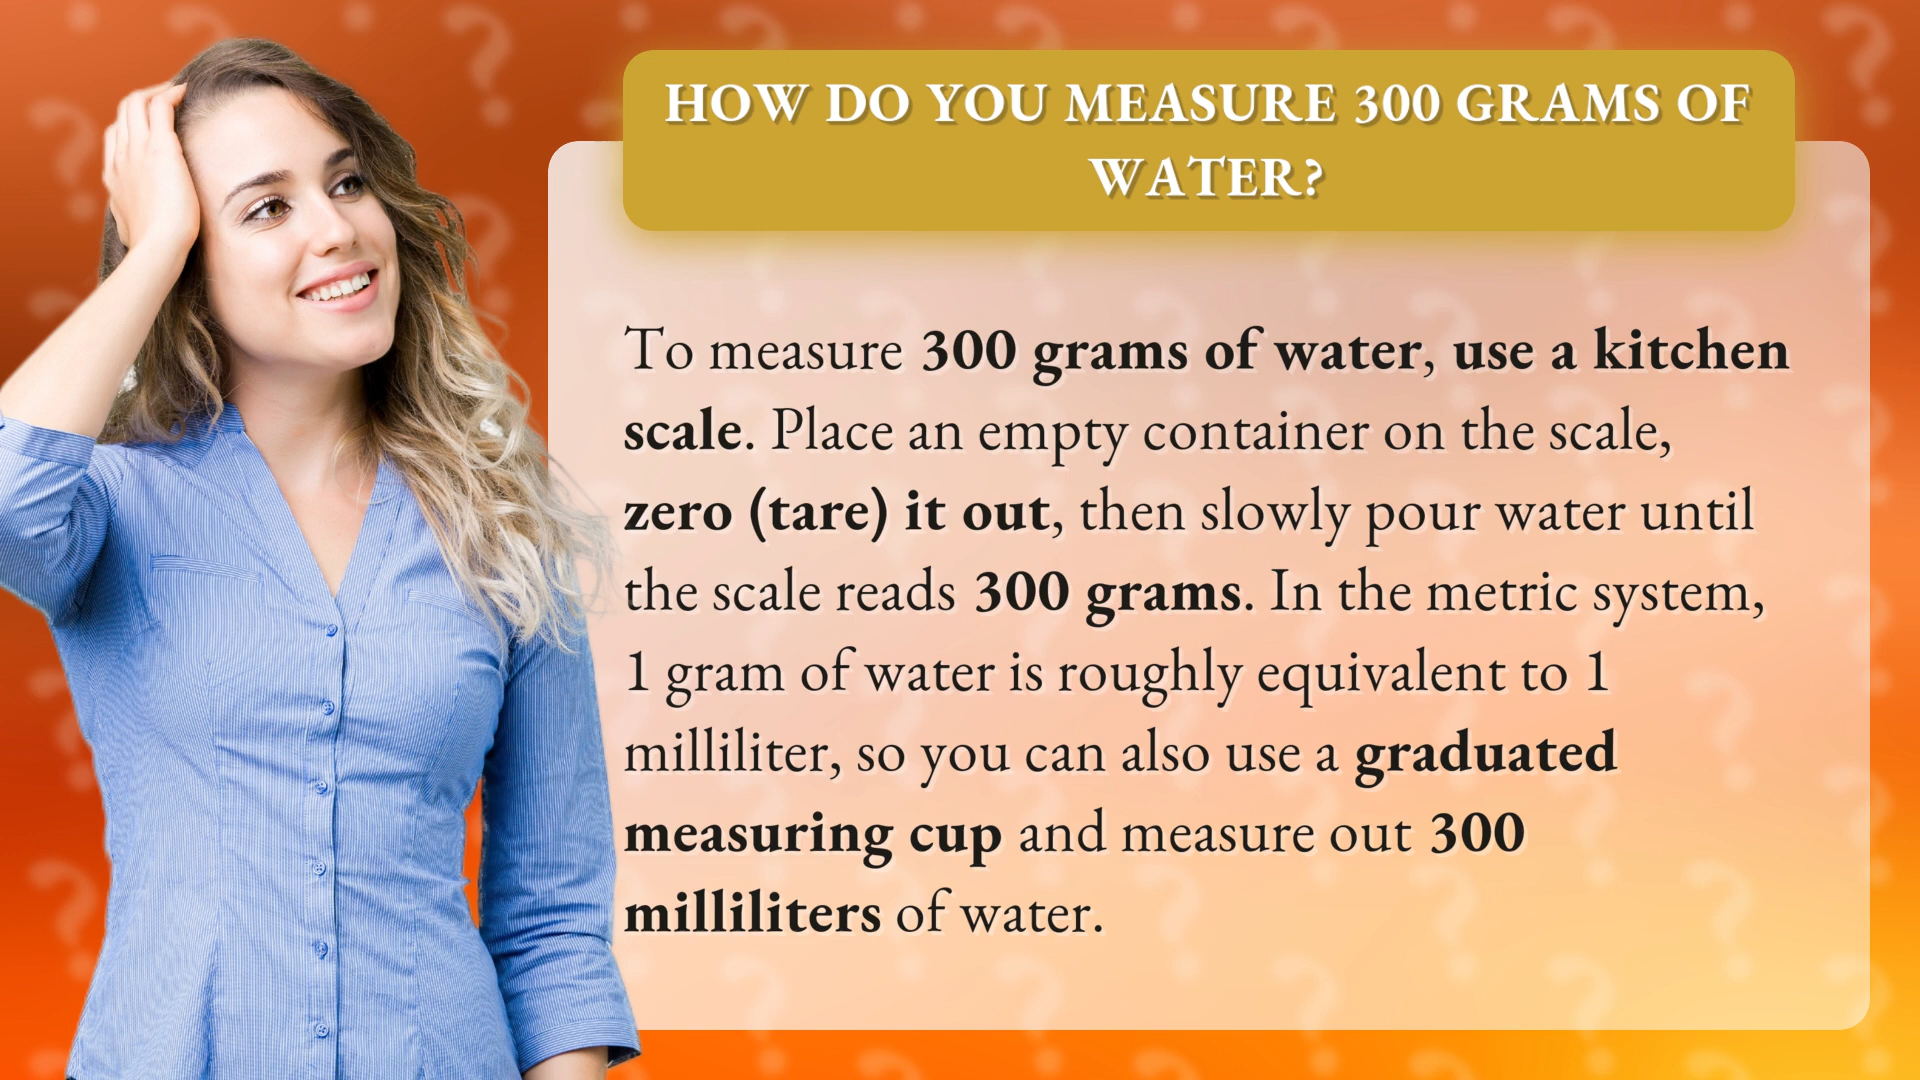 HOW DO YOU MEASURE 300 GRAMS OF
WATER?
To measure 300 grams of water, use a kitchen
scale. Place an empty container on the scale,
zero (tare) it out, then slowly pour water until
the scale reads 300 grams. In the metric system,
1 gram of water is roughly equivalent to 1
milliliter, so you can also use a graduated
measuring cup and measure out 300
milliliters of water.